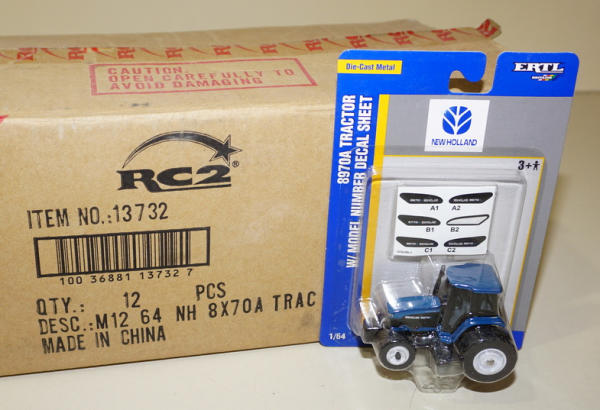 CAUTION:
OPEN CAREFULLY TO
AVOID DAMAGING
RC2®
ITEM NO.:13732
100 36881 13732 7
QTY.: 12 PCS
DESC.:M12 64 NH 8X70A TRAC
MADE IN CHINA
Die-Cast Metal
ERTL
8970A TRACTOR
W/ MODEL NUMBER DECAL SHEET
NEW HOLLAND
3+
A1 A2
B1 B2
C1 C2
1/64